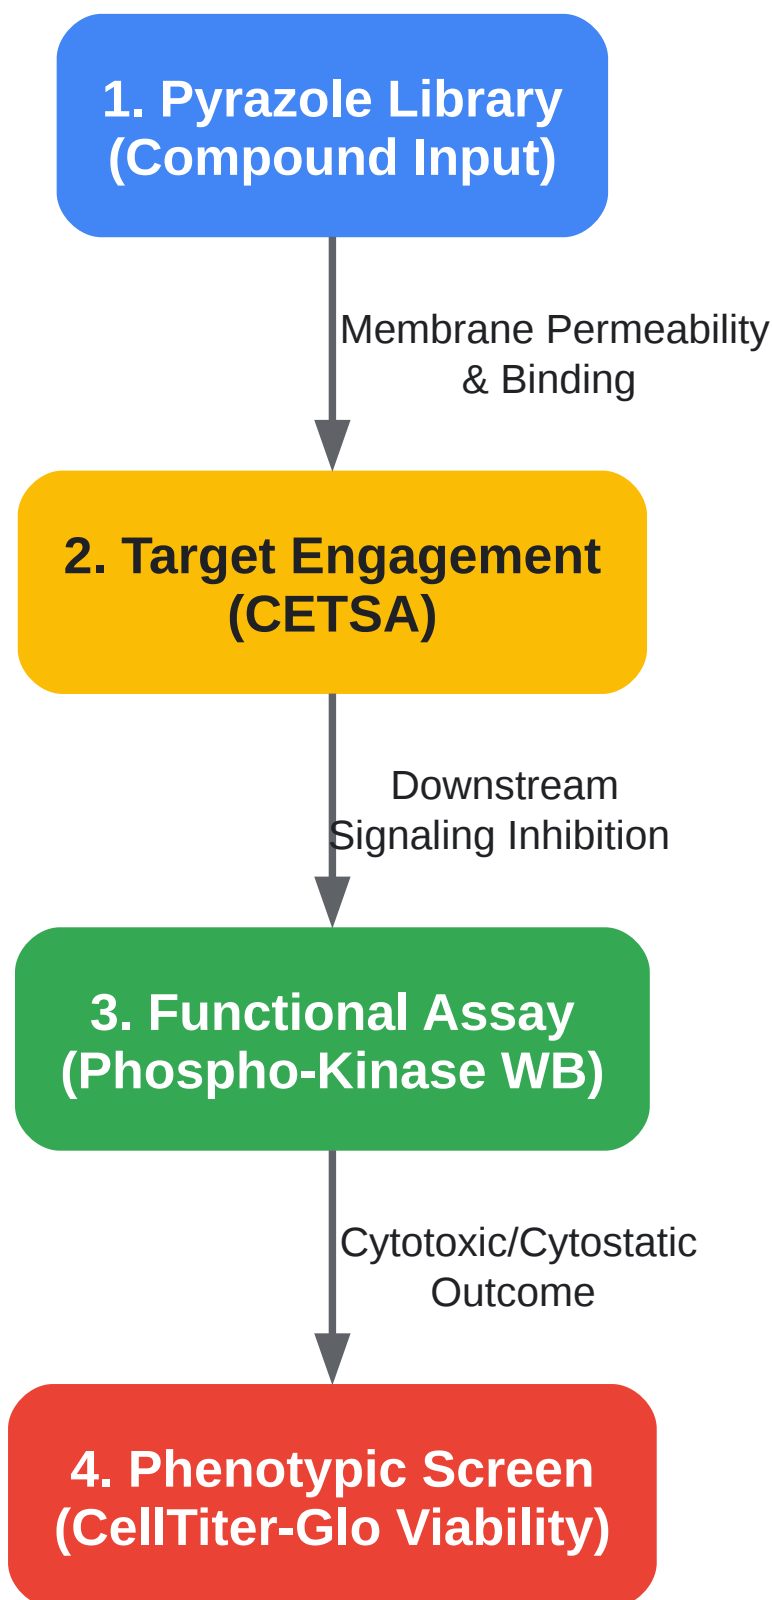 1. Pyrazole Library
(Compound Input)
Membrane Permeability
& Binding
2. Target Engagement
(CETSA)
Downstream
Signaling Inhibition
3. Functional Assay
(Phospho-Kinase WB)
Cytotoxic/Cytostatic
Outcome
4. Phenotypic Screen
(CellTiter-Glo Viability)